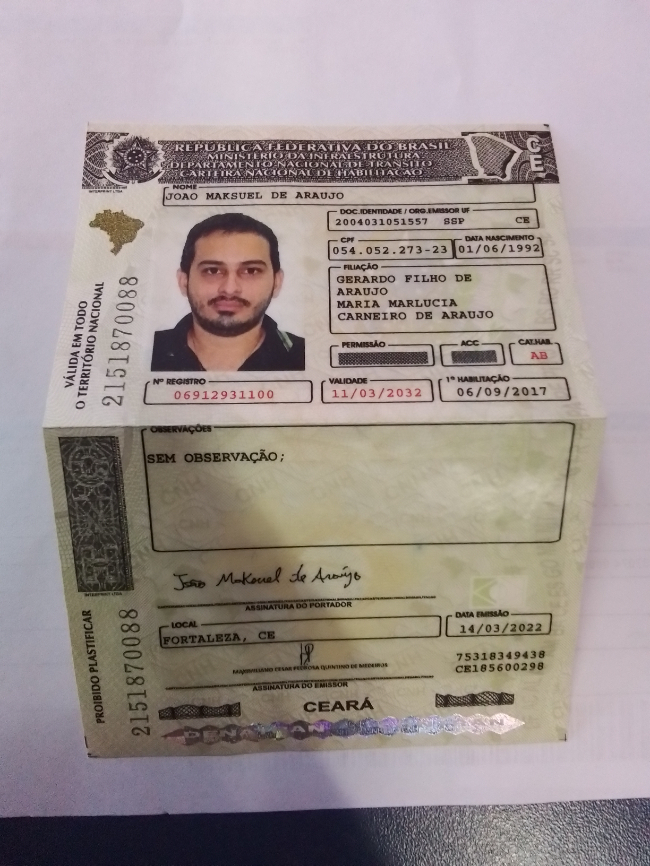 REPÚBLICA FEDERATIVA DO BRASIL
MINISTÉRIO DA INFRAESTRUTURA
DEPARTAMENTO NACIONAL DE TRÂNSITO
CARTEIRA NACIONAL DE HABILITAÇÃO
CE
INTERPRINT LTDA
NOME
JOAO MAKSUEL DE ARAUJO
DOC. IDENTIDADE / ORG. EMISSOR UF
2004031051557 SSP CE
CPF
054.052.273-23
DATA NASCIMENTO
01/06/1992
FILIAÇÃO
GERARDO FILHO DE
ARAUJO
MARIA MARLUCIA
CARNEIRO DE ARAUJO
PERMISSÃO
ACC
CAT. HAB.
AB
Nº REGISTRO
06912931100
VALIDADE
11/03/2032
1ª HABILITAÇÃO
06/09/2017
VÁLIDA EM TODO
O TERRITÓRIO NACIONAL
2151870088
OBSERVAÇÕES
SEM OBSERVAÇÃO;
João Maksuel de Araújo
ASSINATURA DO PORTADOR
LOCAL
FORTALEZA, CE
DATA EMISSÃO
14/03/2022
ASSINATURA DO EMISSOR
75318349438
CE185600298
CEARÁ
INTERPRINT LTDA
PROIBIDO PLASTIFICAR
2151870088